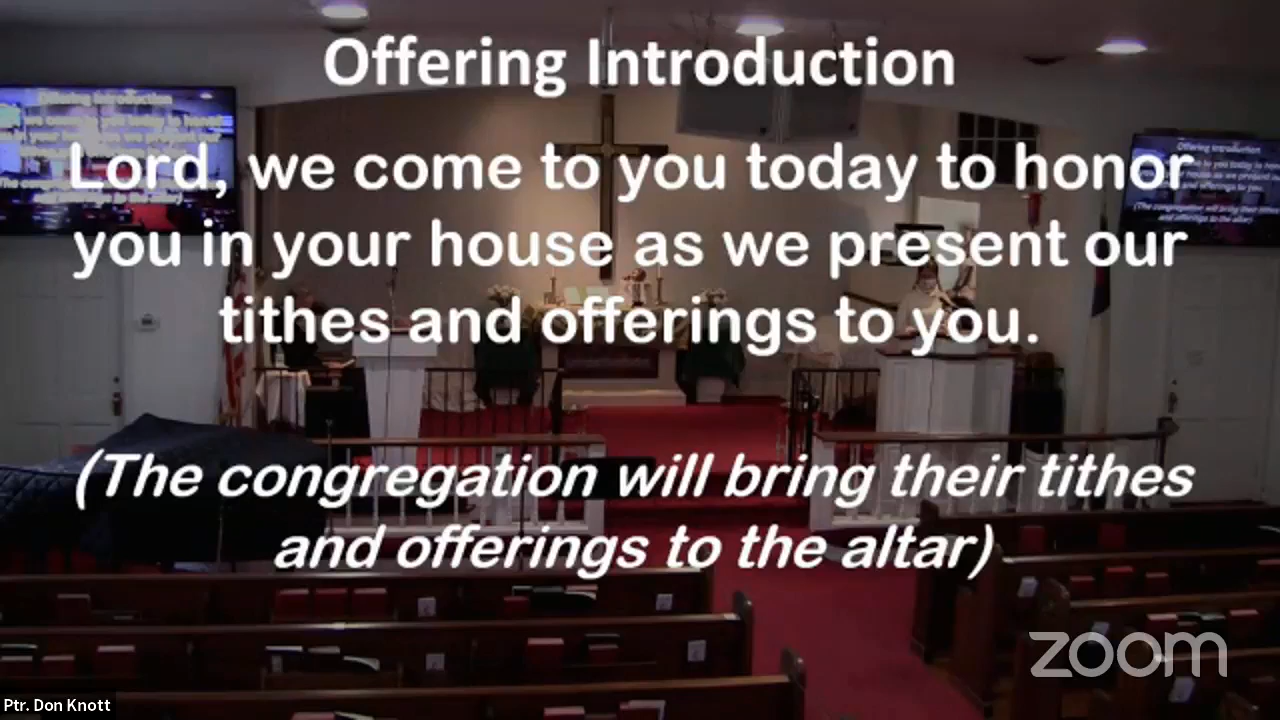 Offering Introduction
Lord, we come to you today to honor
you in your house as we present our
tithes and offerings to you.
(The congregation will bring their tithes
and offerings to the altar)
zoom
Ptr. Don Knott